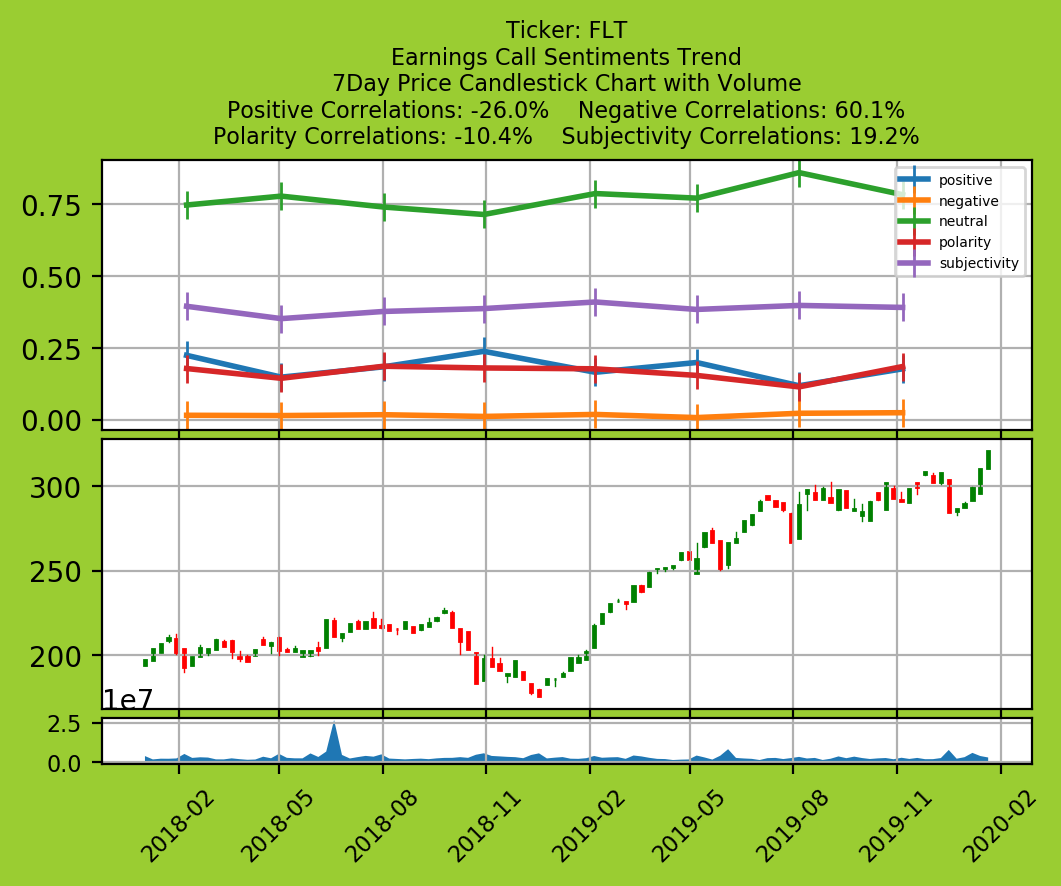 Ticker: FLT
Earnings Call Sentiments Trend
7Day Price Candlestick Chart with Volume
Positive Correlations: -26.0%    Negative Correlations: 60.1%
Polarity Correlations: -10.4%    Subjectivity Correlations: 19.2%
positive
negative
neutral
polarity
subjectivity
0.75
0.50
0.25
0.00
300
250
200
1e7
2.5
0.0
2018-02
2018-05
2018-08
2018-11
2019-02
2019-05
2019-08
2019-11
2020-02